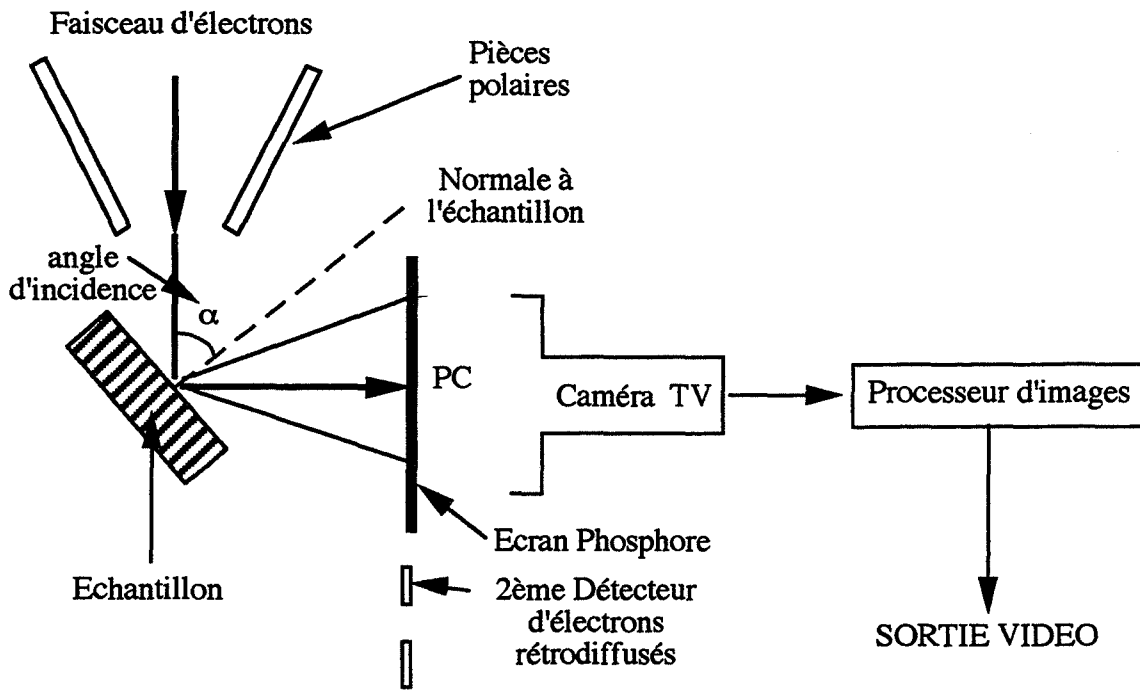 Faisceau d'électrons
Pièces
polaires
Normale à
l'échantillon
angle
d'incidence
α
PC
Caméra TV
Processeur d'images
Ecran Phosphore
Echantillon
2ème Détecteur
d'électrons
rétrodiffusés
SORTIE VIDEO